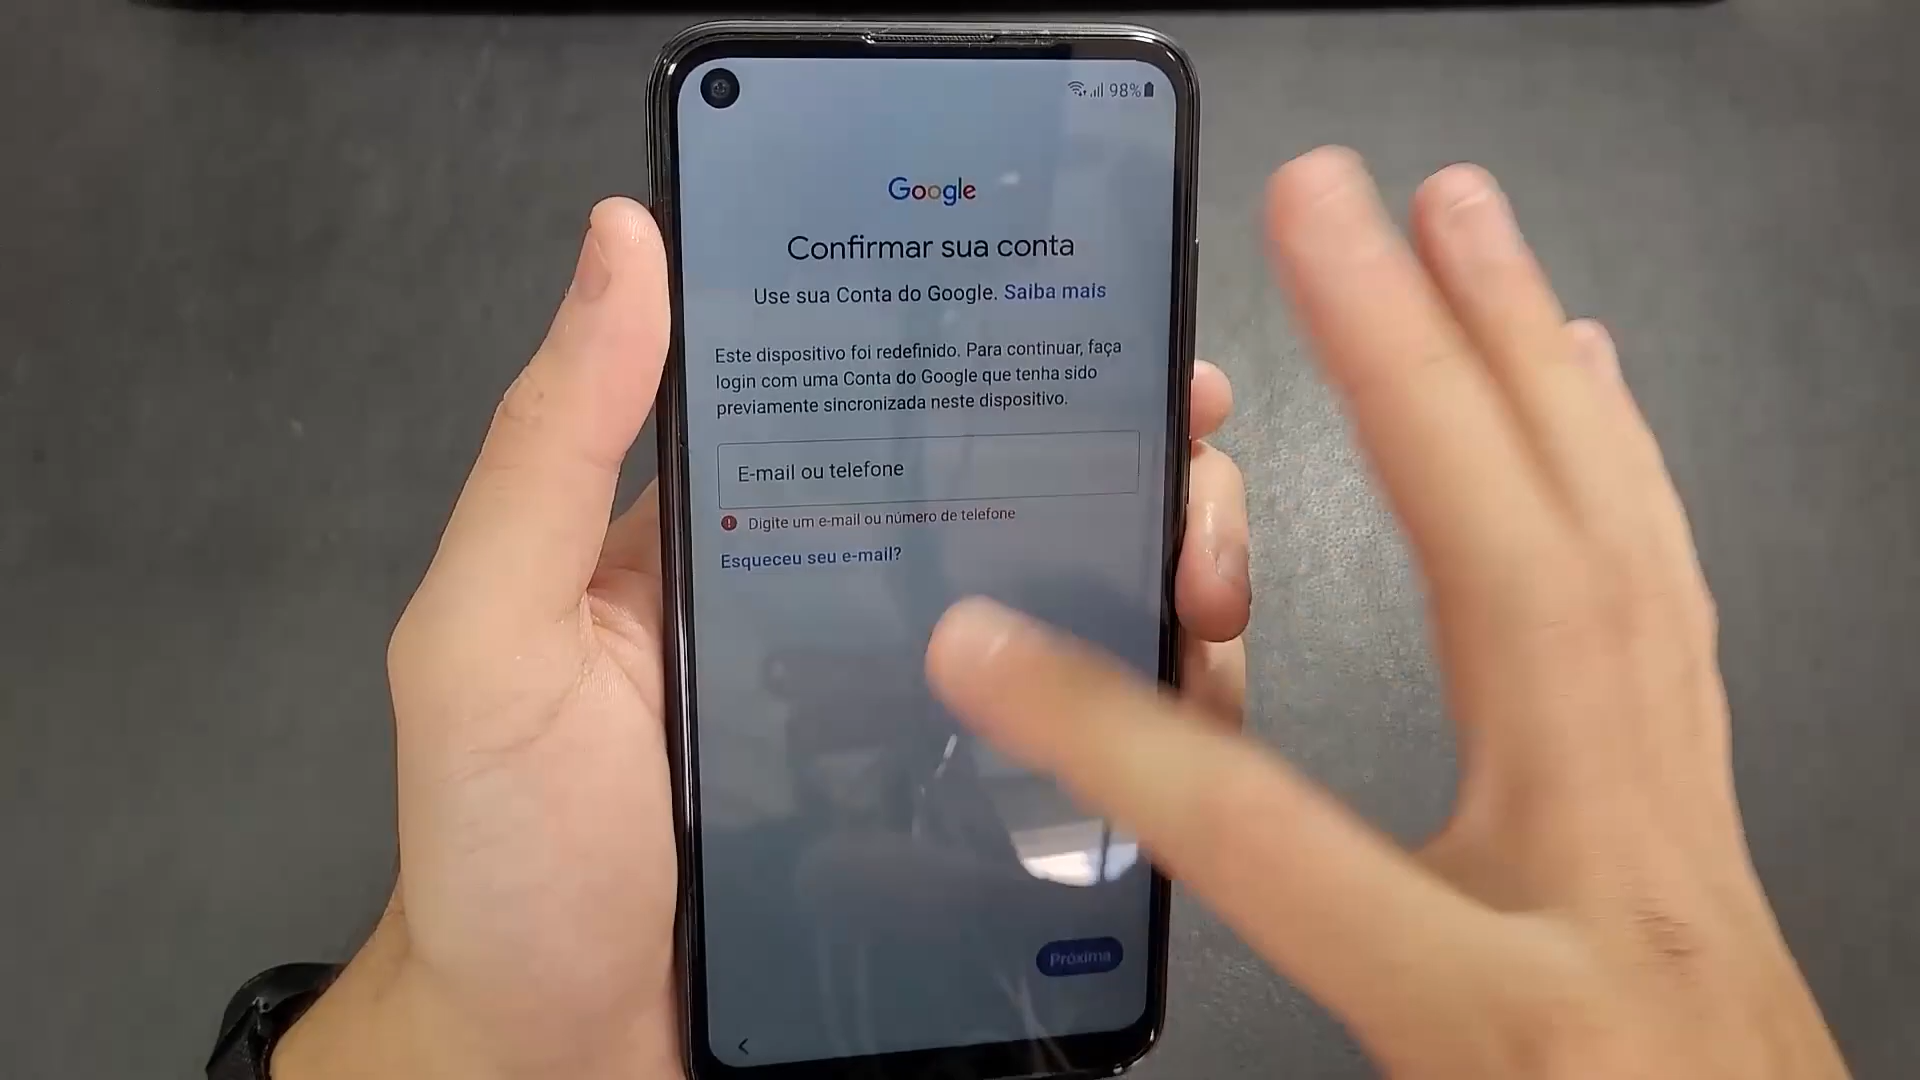 98%
Google
Confirmar sua conta
Use sua Conta do Google. Saiba mais
Este dispositivo foi redefinido. Para continuar, faça
login com uma Conta do Google que tenha sido
previamente sincronizada neste dispositivo.
E-mail ou telefone
Digite um e-mail ou número de telefone
Esqueceu seu e-mail?
Próxima